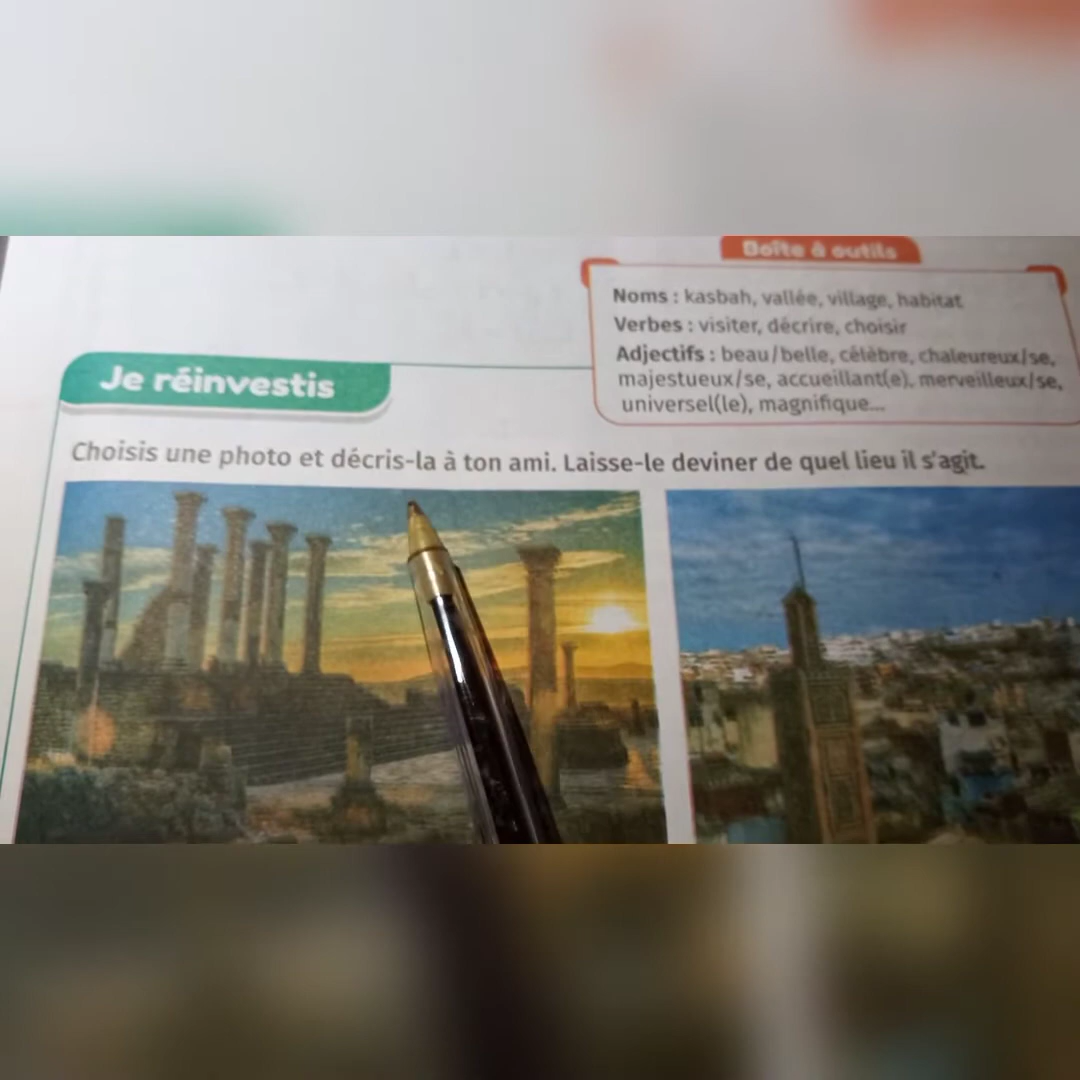 Boîte à outils
Noms : kasbah, vallée, village, habitat
Verbes : visiter, décrire, choisir
Adjectifs : beau/belle, célèbre, chaleureux/se,
majestueux/se, accueillant(e), merveilleux/se,
universel(le), magnifique...
Je réinvestis
Choisis une photo et décris-la à ton ami. Laisse-le deviner de quel lieu il s'agit.